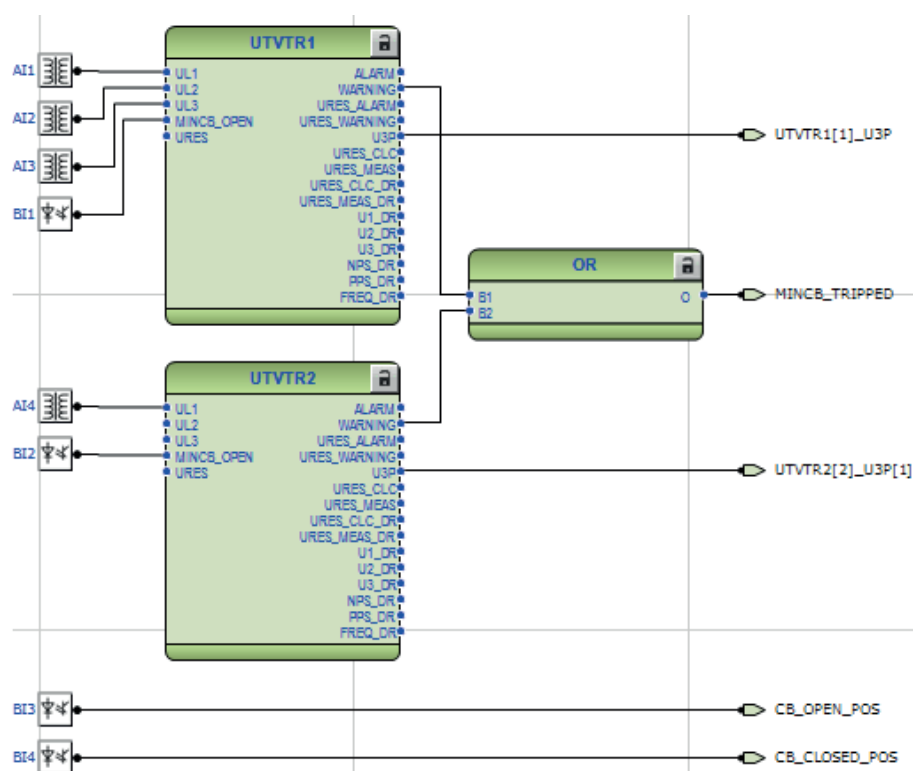 UTVTR1
AI1
UL1
ALARM
UL2
WARNING
UL3
URES_ALARM
AI2
MINCB_OPEN
URES_WARNING
URES
U3P
UTVTR1[1]_U3P
URES_CLC
AI3
URES_MEAS
URES_CLC_DR
URES_MEAS_DR
BI1
U1_DR
U2_DR
U3_DR
NPS_DR
PPS_DR
FREQ_DR
OR
B1
O
MINCB_TRIPPED
B2
UTVTR2
AI4
UL1
ALARM
UL2
WARNING
UL3
URES_ALARM
BI2
MINCB_OPEN
URES_WARNING
URES
U3P
UTVTR2[2]_U3P[1]
URES_CLC
URES_MEAS
URES_CLC_DR
URES_MEAS_DR
U1_DR
U2_DR
U3_DR
NPS_DR
PPS_DR
FREQ_DR
BI3
CB_OPEN_POS
BI4
CB_CLOSED_POS